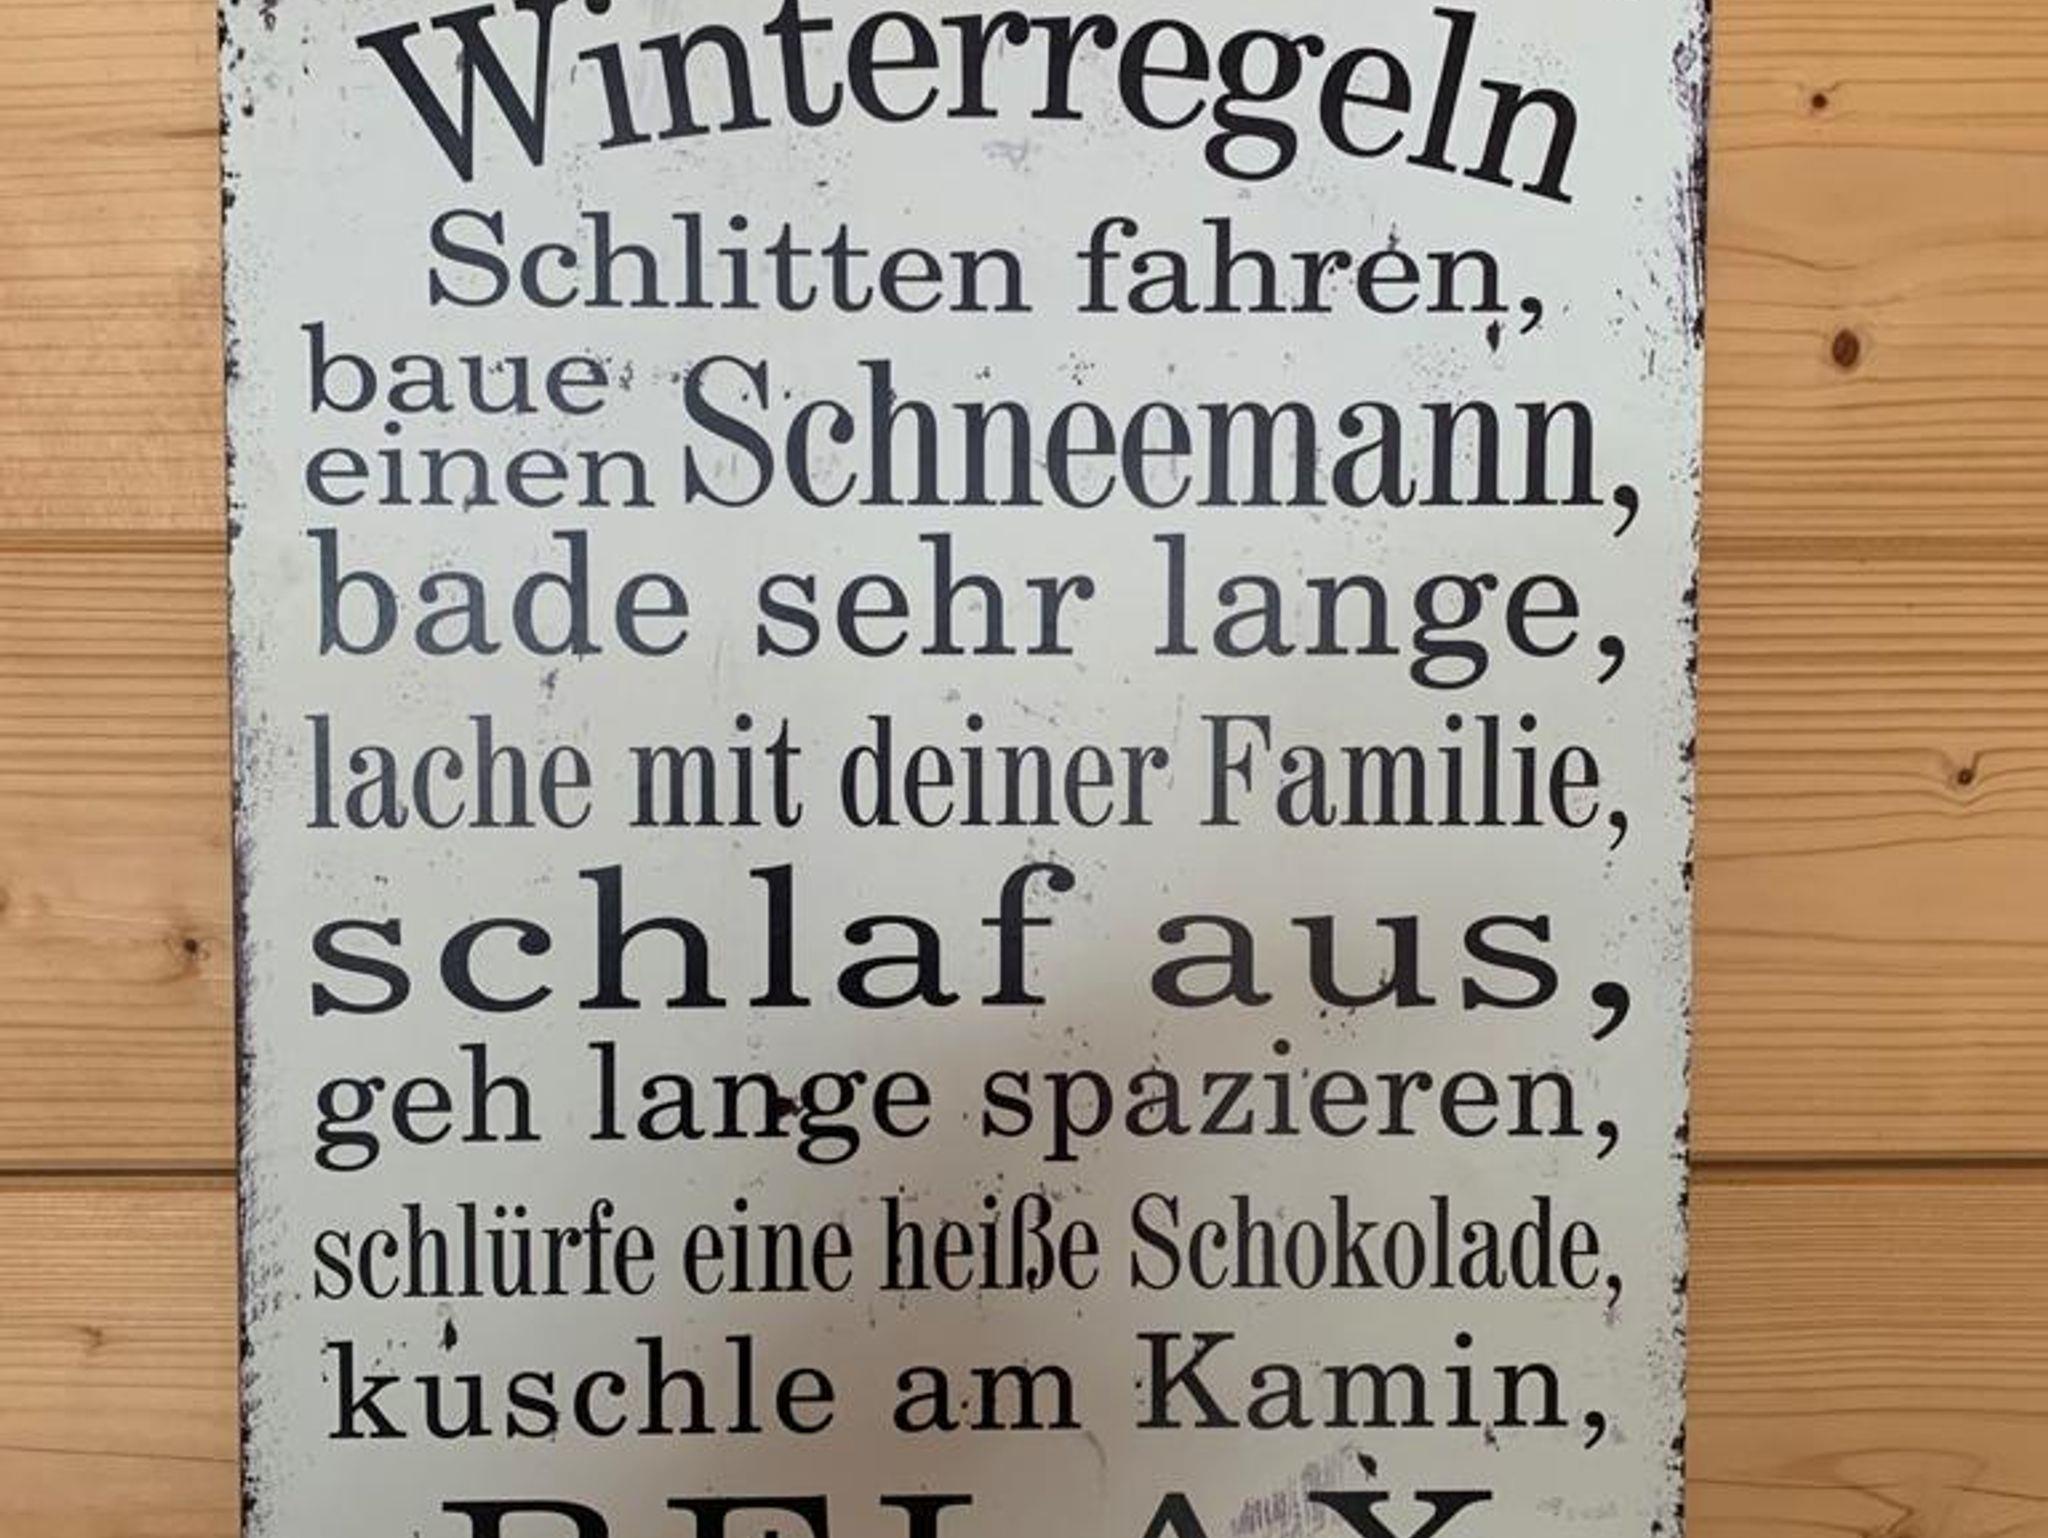 Winterregeln
Schlitten fahren,
baue
einen Schneemann,
bade sehr lange,
lache mit deiner Familie,
schlaf aus,
geh lange spazieren,
schlürfe eine heiße Schokolade,
kuschle am Kamin,
RELAX